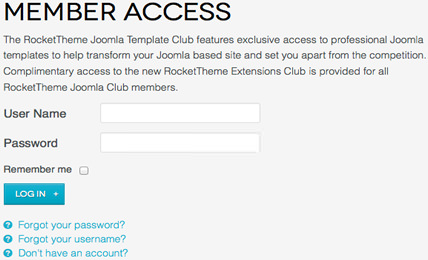 MEMBER ACCESS
The RocketTheme Joomla Template Club features exclusive access to professional Joomla
templates to help transform your Joomla based site and set you apart from the competition.
Complimentary access to the new RocketTheme Extensions Club is provided for all
RocketTheme Joomla Club members.
User Name
Password
Remember me
LOG IN +
? Forgot your password?
? Forgot your username?
? Don't have an account?